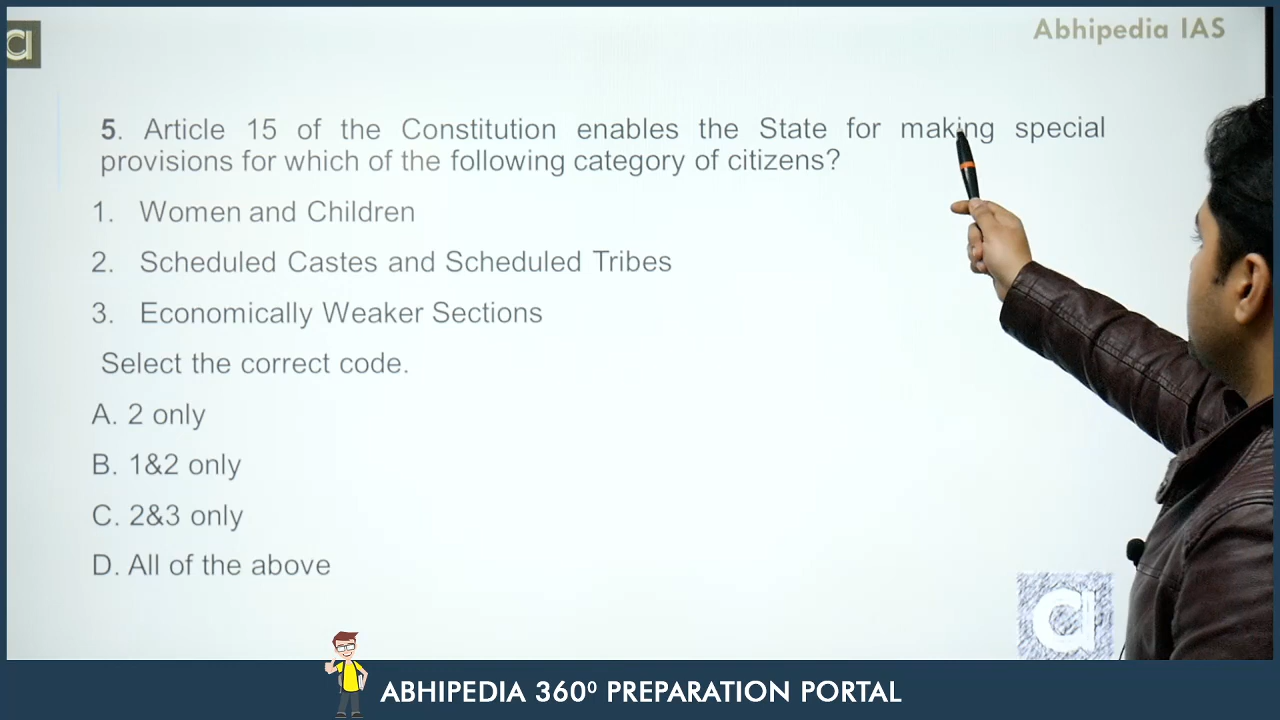 Abhipedia IAS
5. Article 15 of the Constitution enables the State for making special
provisions for which of the following category of citizens?
1. Women and Children
2. Scheduled Castes and Scheduled Tribes
3. Economically Weaker Sections
Select the correct code.
A. 2 only
B. 1&2 only
C. 2&3 only
D. All of the above
ABHIPEDIA 360⁰ PREPARATION PORTAL